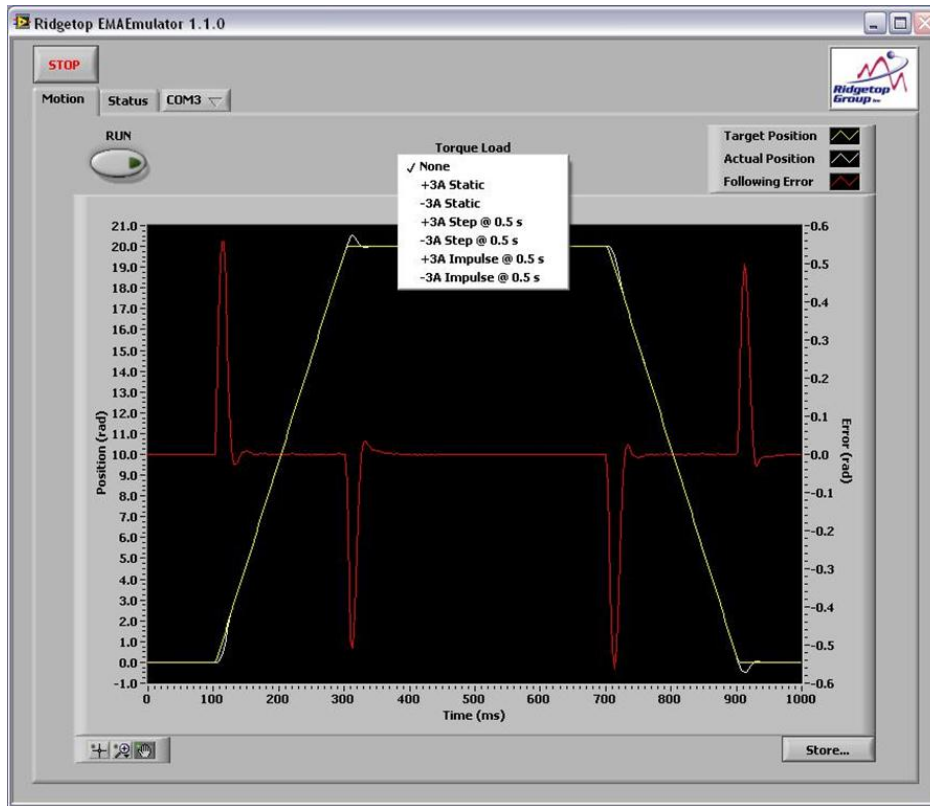 Ridgetop EMAEmulator 1.1.0
STOP
Ridgetop
Group Inc
Motion
Status
COM3
RUN
Torque Load
Target Position
Actual Position
Following Error
✓ None
+3A Static
-3A Static
+3A Step @ 0.5 s
-3A Step @ 0.5 s
+3A Impulse @ 0.5 s
-3A Impulse @ 0.5 s
21.0
20.0
19.0
18.0
17.0
16.0
15.0
14.0
13.0
12.0
11.0
10.0
9.0
8.0
7.0
6.0
5.0
4.0
3.0
2.0
1.0
0.0
-1.0
Position (rad)
0.6
0.5
0.4
0.3
0.2
0.1
0.0
-0.1
-0.2
-0.3
-0.4
-0.5
-0.6
Error (rad)
0 100 200 300 400 500 600 700 800 900 1000
Time (ms)
Store...